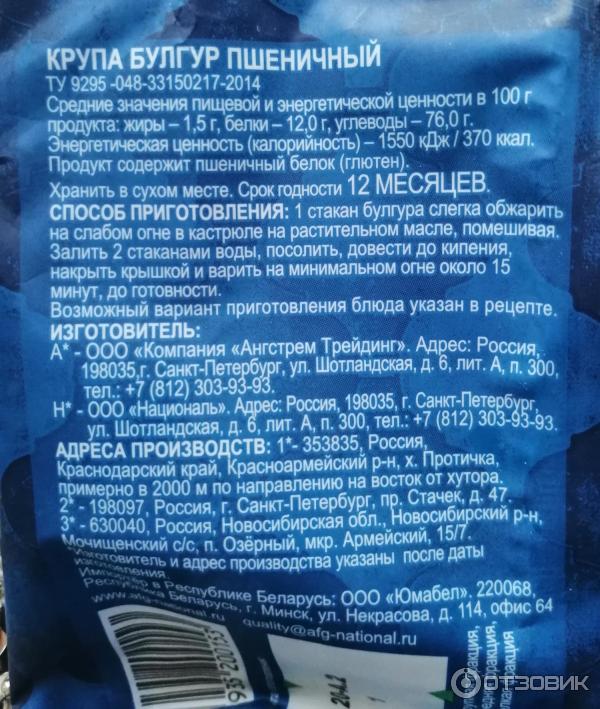 КРУПА БУЛГУР ПШЕНИЧНЫЙ
ТУ 9295 -048-33150217-2014
Средние значения пищевой и энергетической ценности в 100 г
продукта: жиры – 1,5 г, белки – 12,0 г, углеводы – 76,0 г.
Энергетическая ценность (калорийность) – 1550 кДж / 370 ккал.
Продукт содержит пшеничный белок (глютен).
Хранить в сухом месте. Срок годности 12 МЕСЯЦЕВ.
СПОСОБ ПРИГОТОВЛЕНИЯ: 1 стакан булгура слегка обжарить
на слабом огне в кастрюле на растительном масле, помешивая.
Залить 2 стаканами воды, посолить, довести до кипения,
накрыть крышкой и варить на минимальном огне около 15
минут, до готовности.
Возможный вариант приготовления блюда указан в рецепте.
ИЗГОТОВИТЕЛЬ:
А* - ООО «Компания «Ангстрем Трейдинг». Адрес: Россия,
198035,г. Санкт-Петербург, ул. Шотландская, д. 6, лит. А, п. 300,
тел.: +7 (812) 303-93-93.
Н* - ООО «Националь». Адрес: Россия, 198035, г. Санкт-Петербург,
ул. Шотландская, д. 6, лит. А, п. 300, тел.: +7 (812) 303-93-93.
АДРЕСА ПРОИЗВОДСТВ: 1*- 353835, Россия,
Краснодарский край, Красноармейский р-н, х. Протичка,
примерно в 2000 м по направлению на восток от хутора.
2* - 198097, Россия, г. Санкт-Петербург, пр. Стачек, д. 47.
3* - 630040, Россия, Новосибирская обл., Новосибирский р-н,
Мочищенский с/с, п. Озёрный, мкр. Армейский, 15/7.
*Изготовитель и адрес производства указаны после даты
изготовления.
Импортер в Республике Беларусь: ООО «Юмабел». 220068,
Республика Беларусь, г. Минск, ул. Некрасова, д. 114, офис 64
www.afg-national.ru
quality@afg-national.ru
ОТЗОВИК